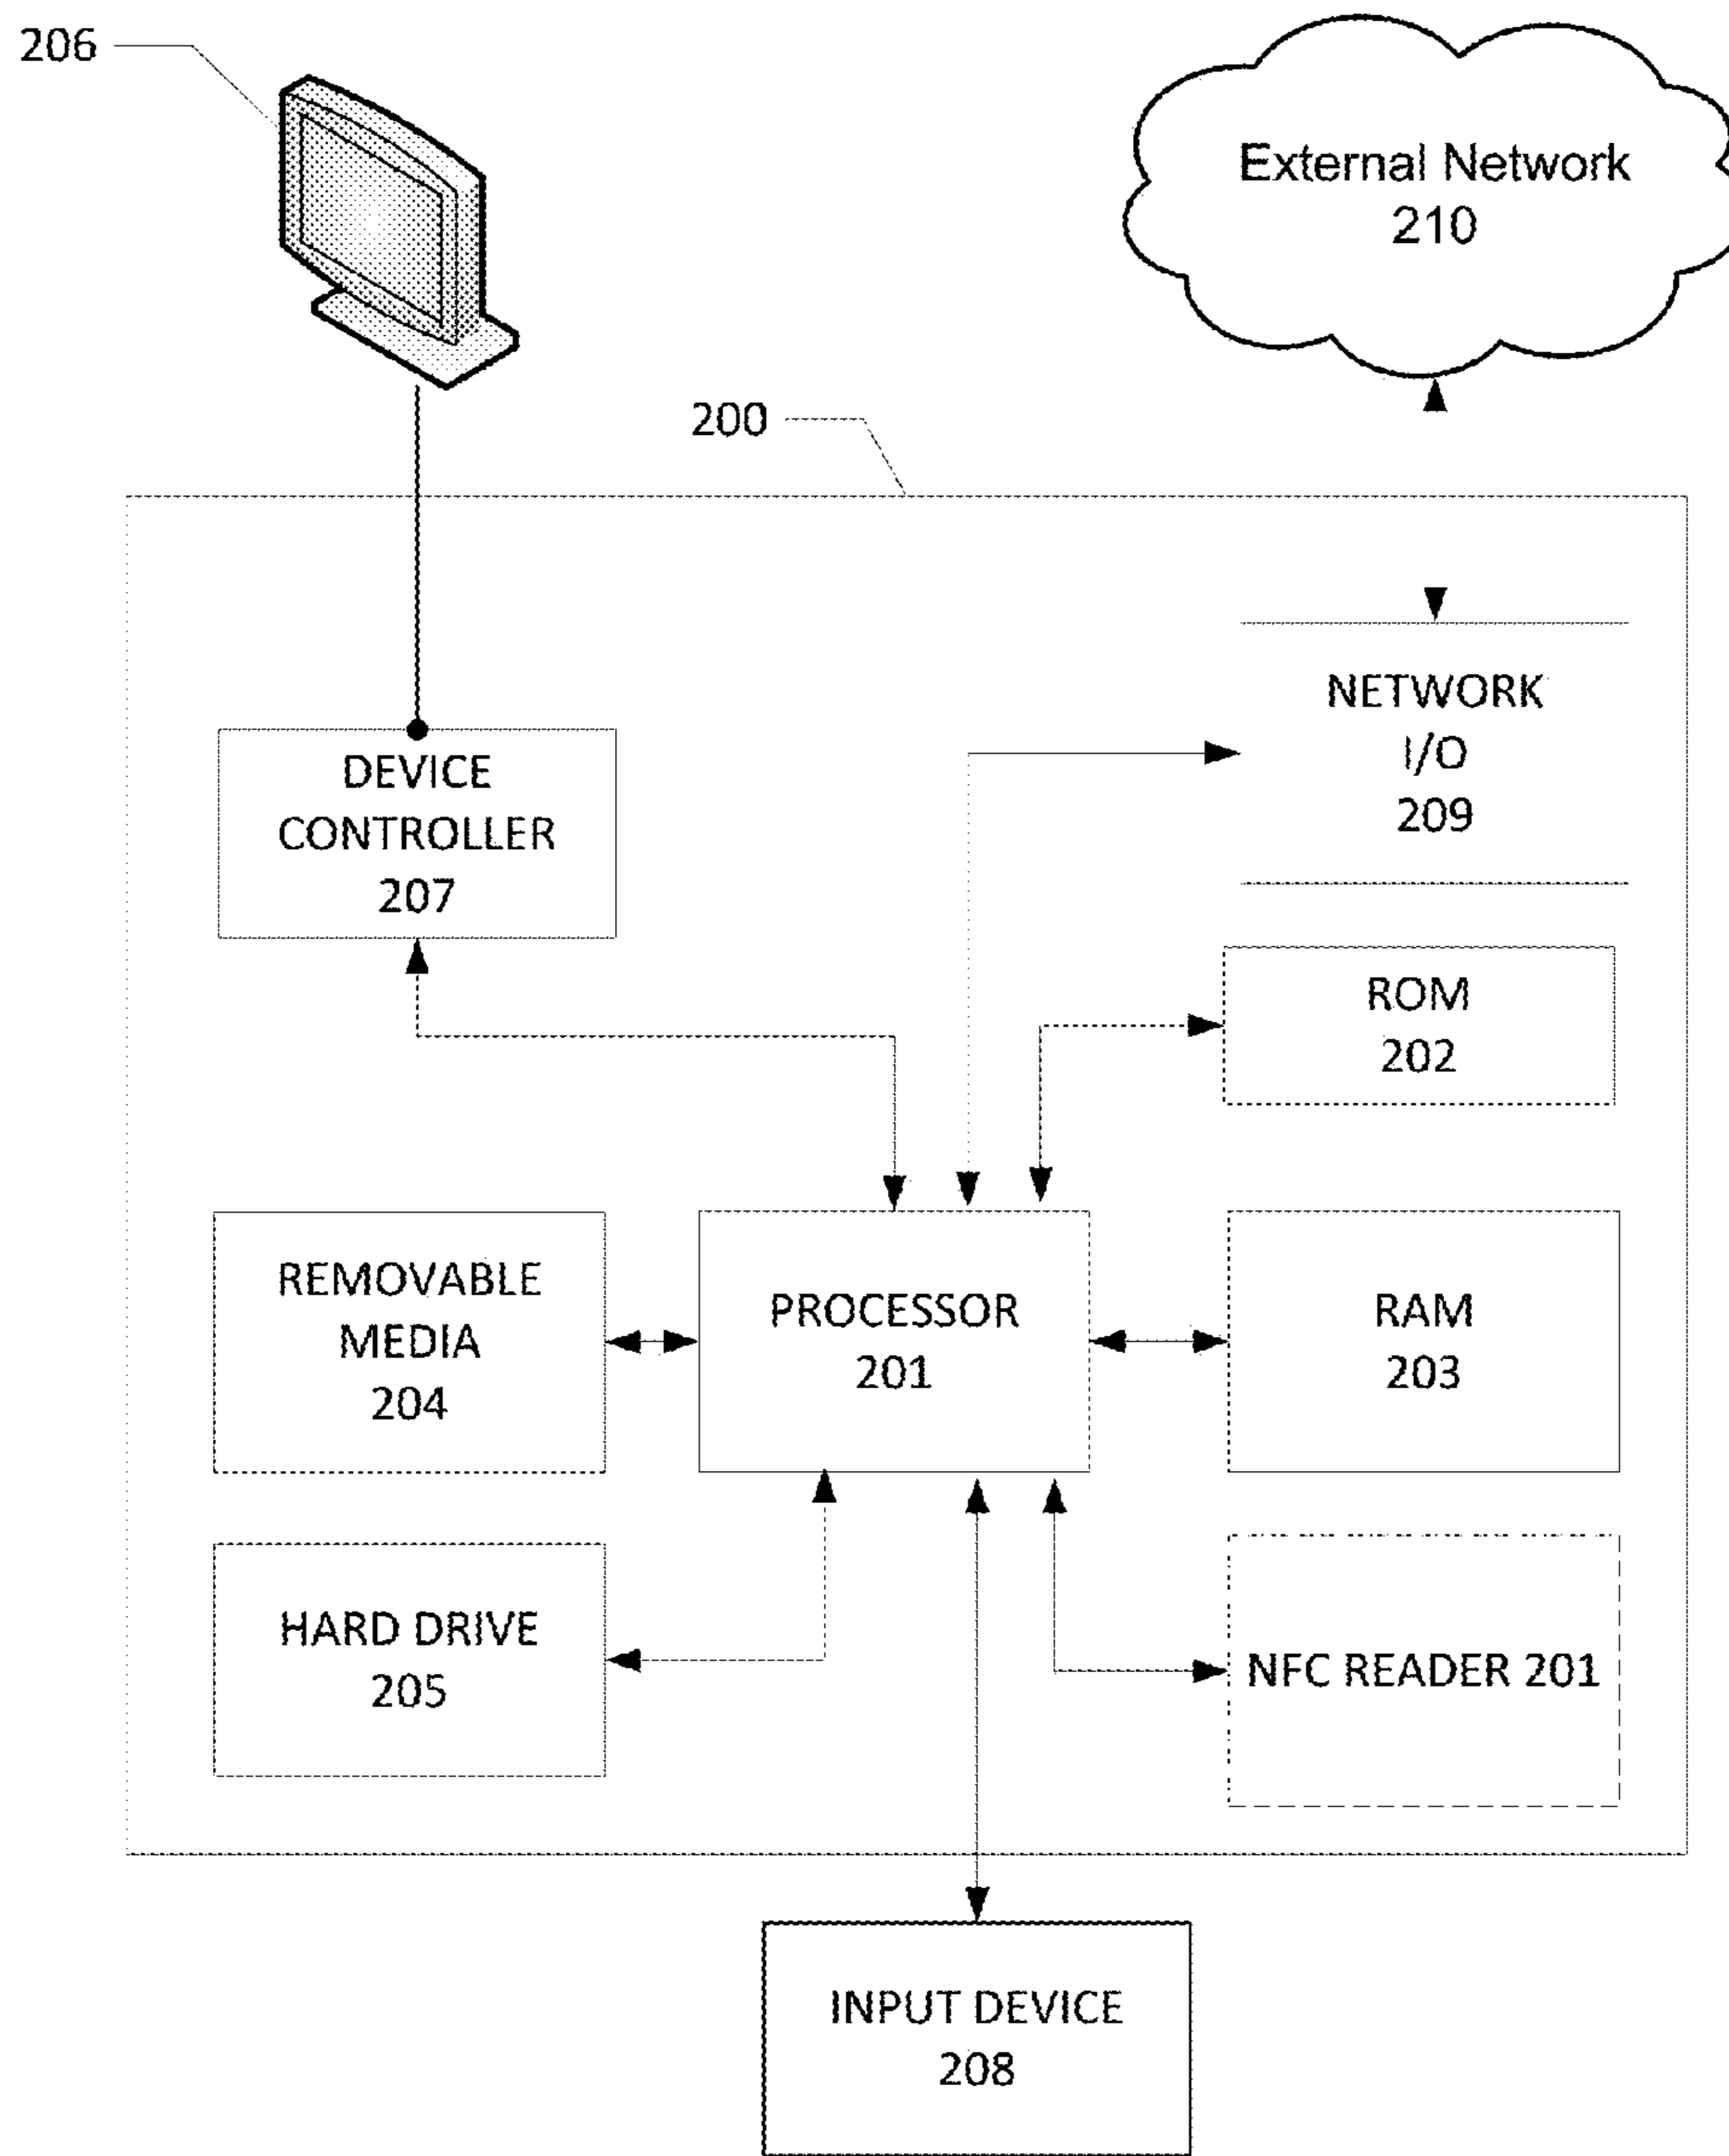 206
External Network
210
200
NETWORK
I/O
209
DEVICE
CONTROLLER
207
ROM
202
REMOVABLE
MEDIA
204
PROCESSOR
201
RAM
203
HARD DRIVE
205
NFC READER 201
INPUT DEVICE
208